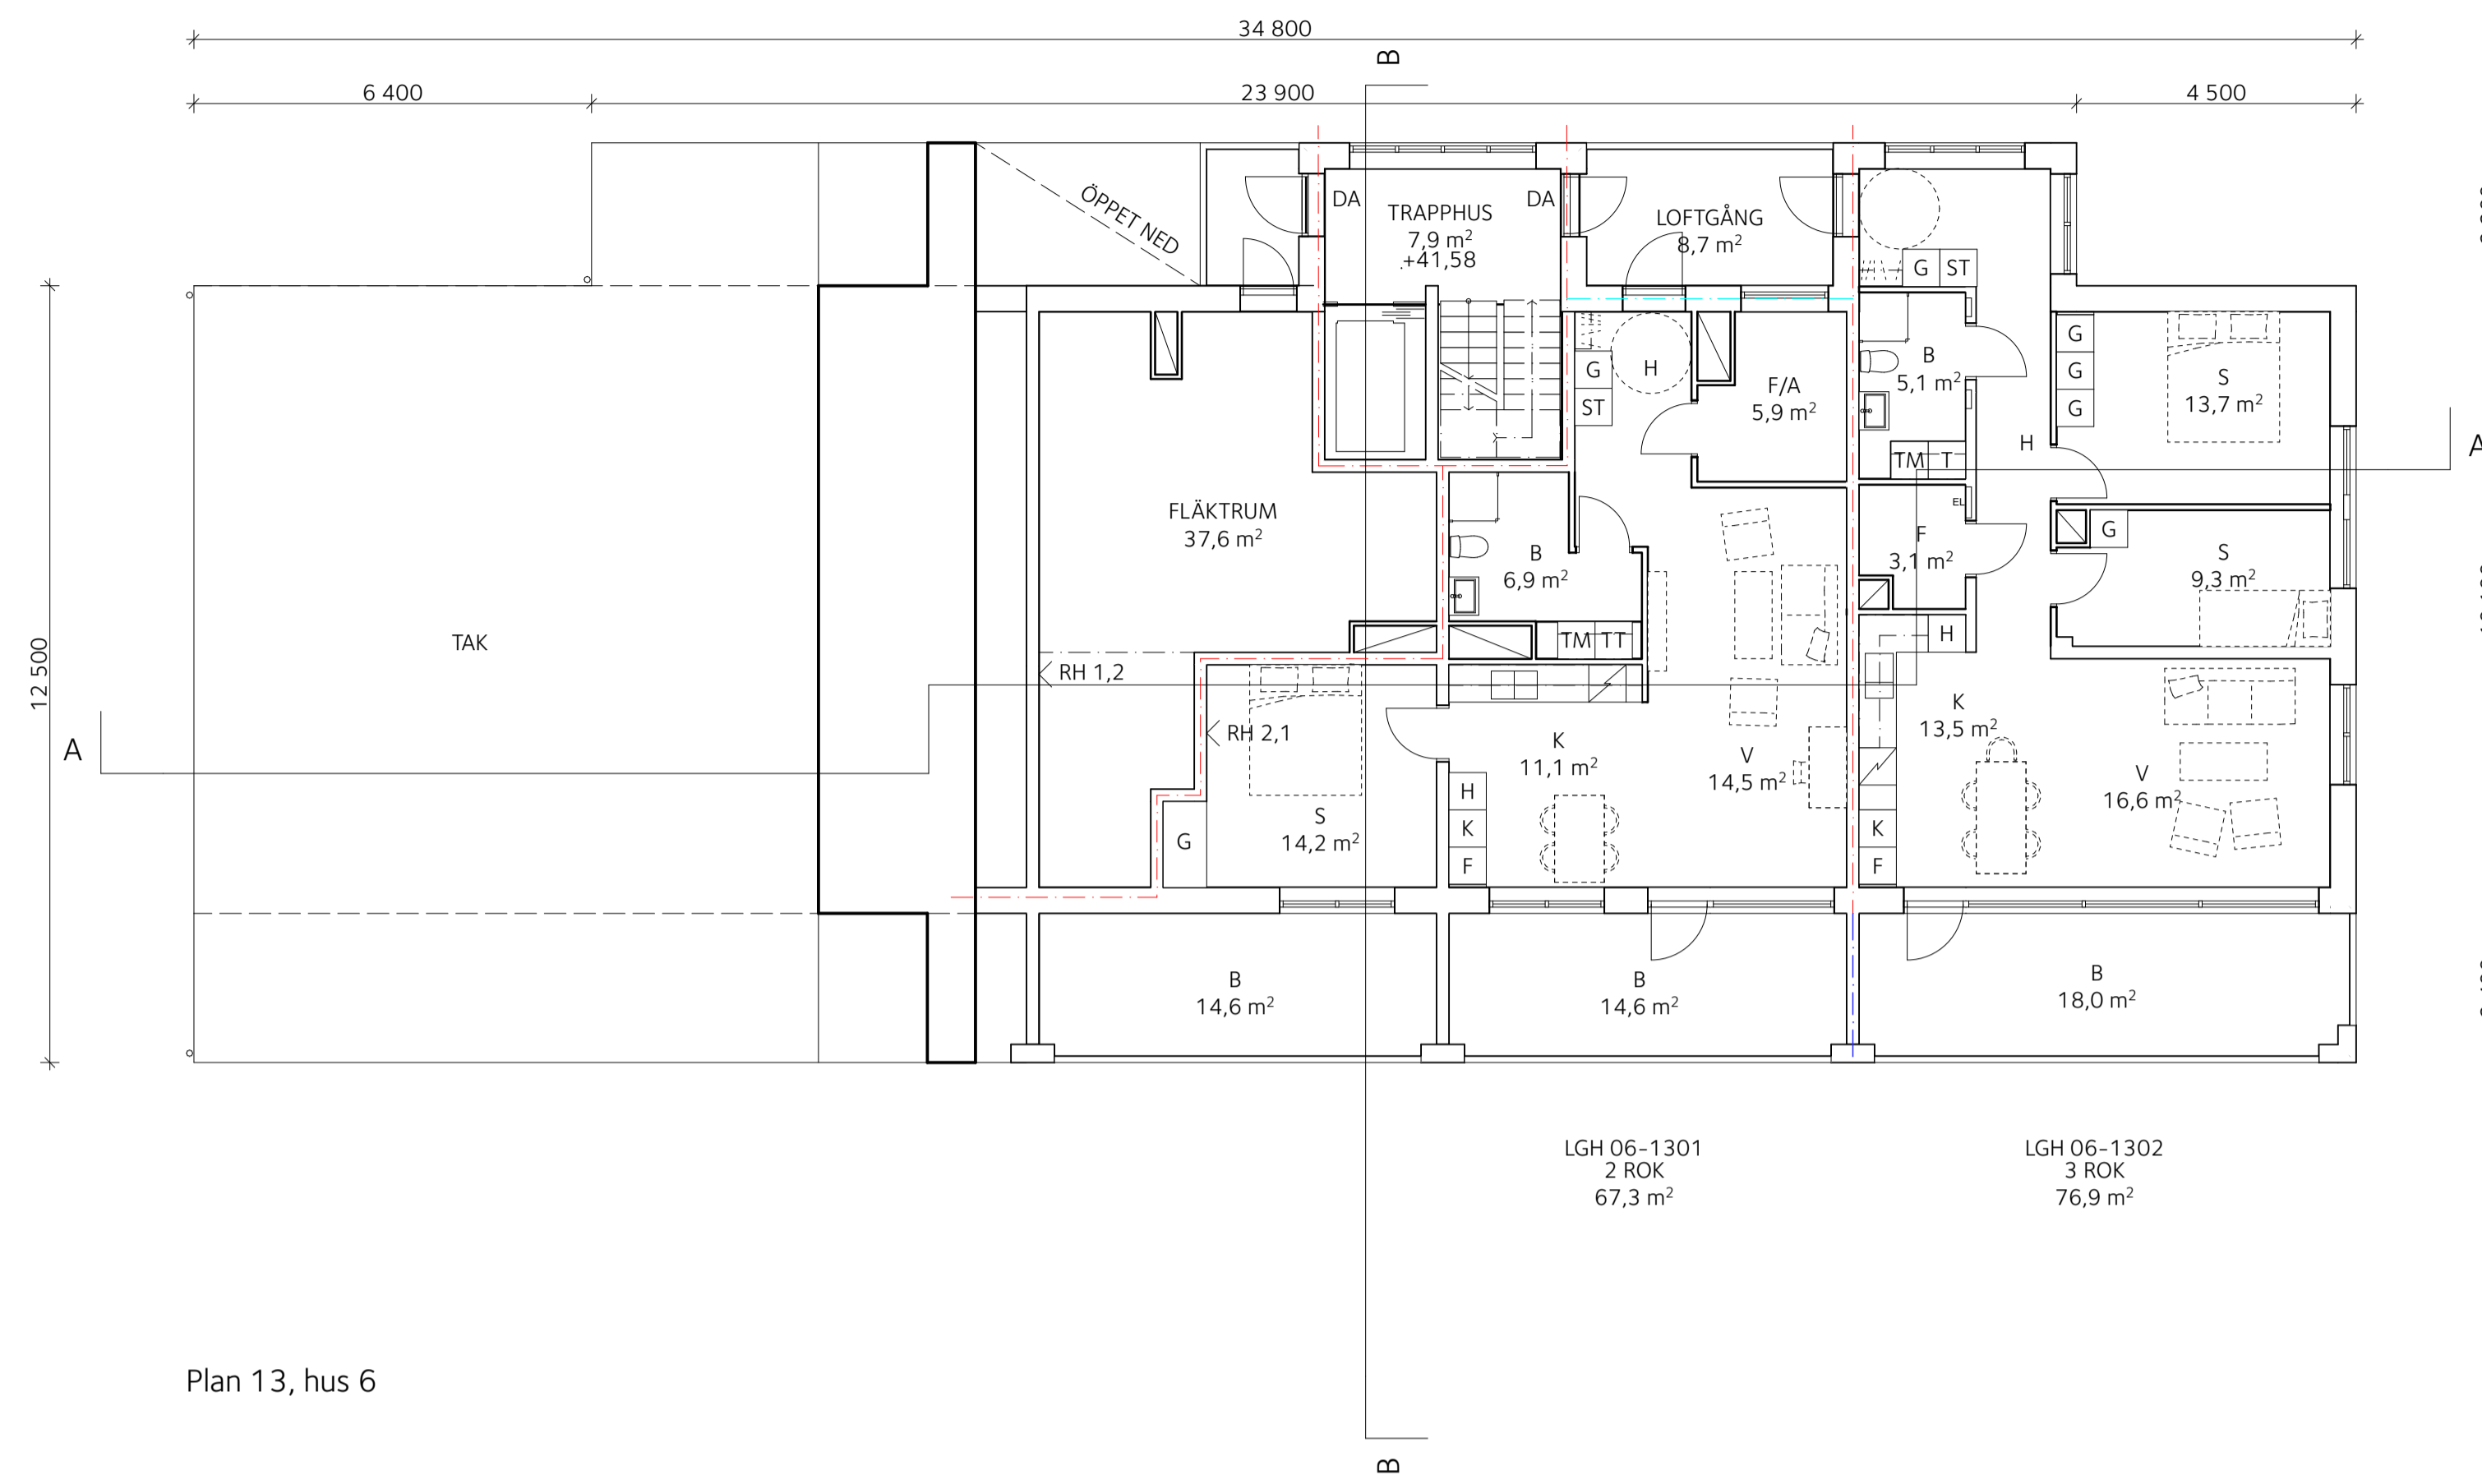 34 800
B
6 400
23 900
4 500
ÖPPET NED
DA
TRAPPHUS
7,9 m²
+41,58
DA
LOFTGÅNG
8,7 m²
G
ST
G
ST
H
F/A
5,9 m²
B
5,1 m²
TM
T
H
G
G
G
S
13,7 m²
A
FLÄKTRUM
37,6 m²
B
6,9 m²
TM
TT
EL
F
3,1 m²
G
S
9,3 m²
12 500
TAK
RH 1,2
RH 2,1
H
K
13,5 m²
A
K
11,1 m²
V
14,5 m²
V
16,6 m²
S
14,2 m²
G
H
K
F
K
F
B
14,6 m²
B
14,6 m²
B
18,0 m²
LGH 06-1301
2 ROK
67,3 m²
LGH 06-1302
3 ROK
76,9 m²
Plan 13, hus 6
B